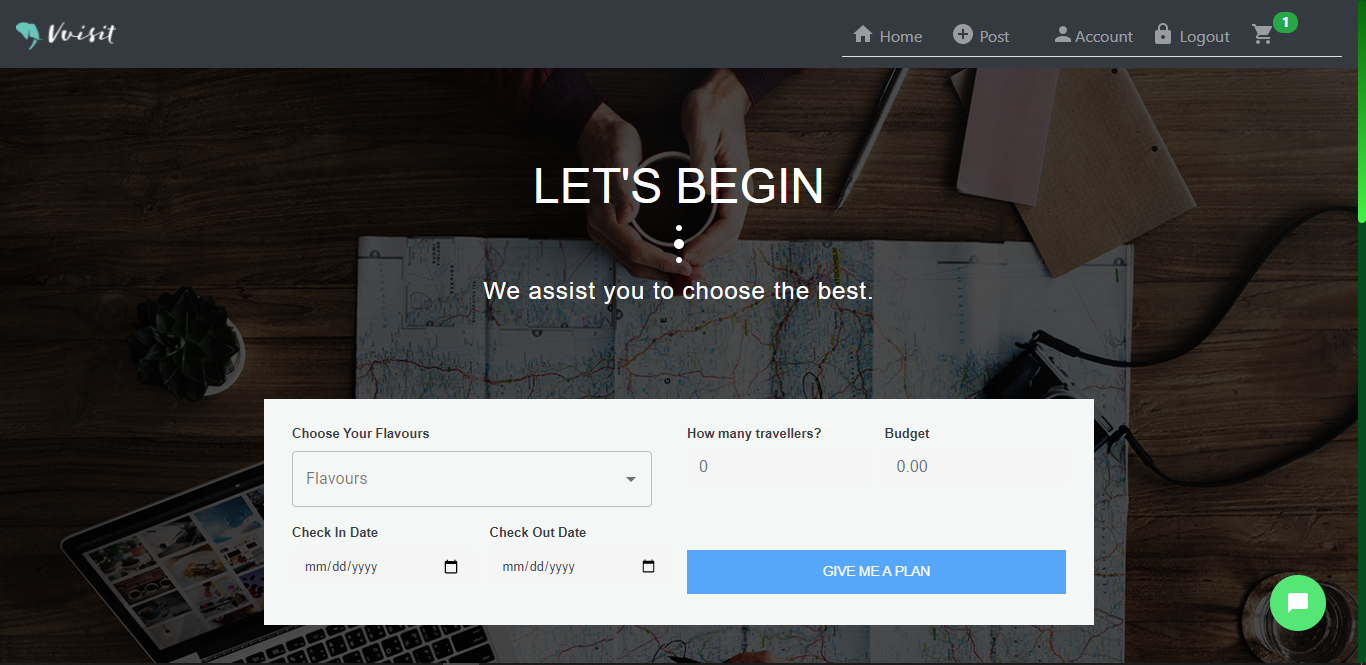 Vvisit
Home Post Account Logout 1
LET'S BEGIN
We assist you to choose the best.
Choose Your Flavours How many travellers? Budget
Flavours 0 0.00
Check In Date Check Out Date
mm/dd/yyyy mm/dd/yyyy GIVE ME A PLAN